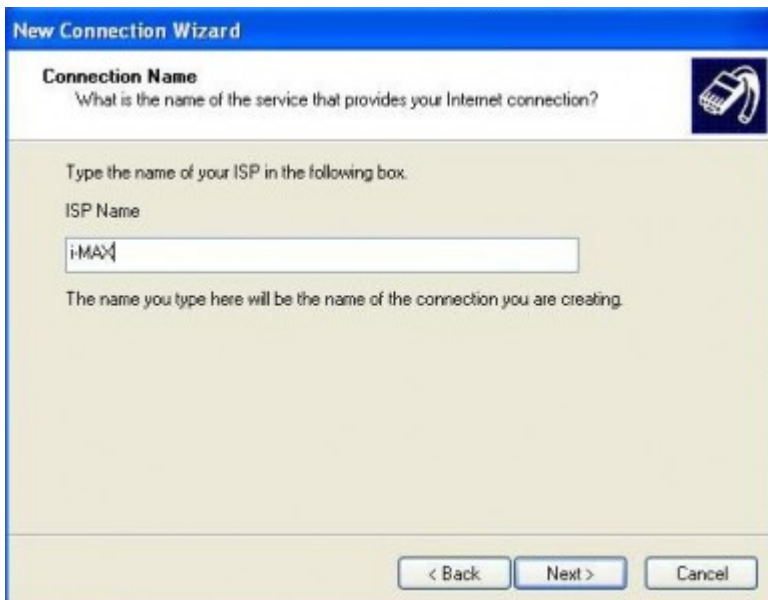 New Connection Wizard
Connection Name
What is the name of the service that provides your Internet connection?
Type the name of your ISP in the following box.
ISP Name
i-MAX
The name you type here will be the name of the connection you are creating.
< Back
Next >
Cancel